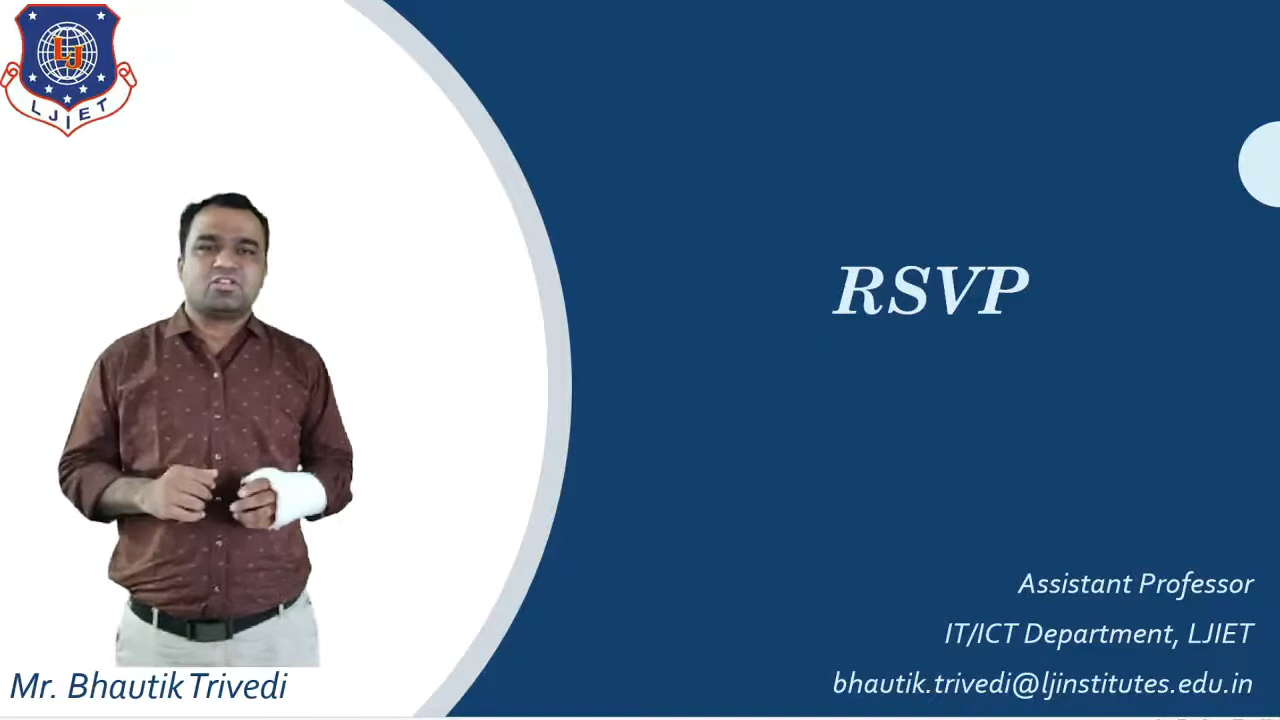 LJ
LJIET
RSVP
Assistant Professor
IT/ICT Department, LJIET
bhautik.trivedi@ljinstitutes.edu.in
Mr. Bhautik Trivedi